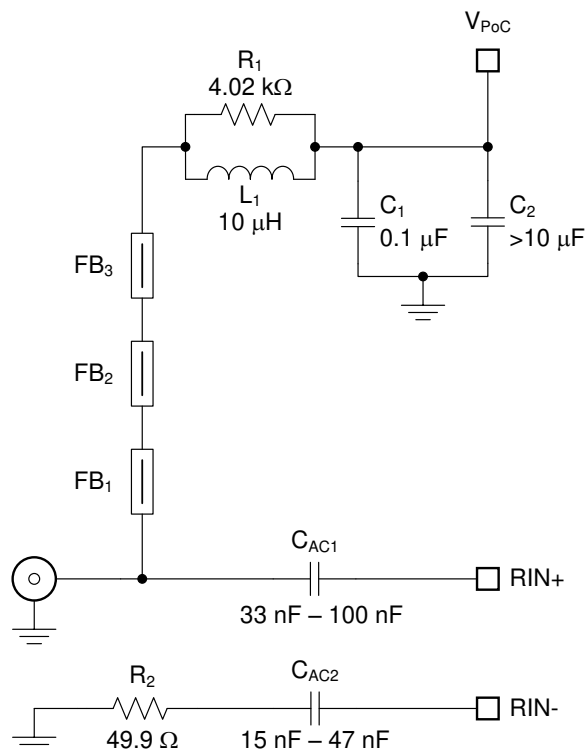 V_PoC
R_1
4.02 kΩ
L_1
10 μH
C_1
0.1 μF
C_2
>10 μF
FB_3
FB_2
FB_1
C_AC1
RIN+
33 nF – 100 nF
R_2
C_AC2
RIN-
49.9 Ω
15 nF – 47 nF